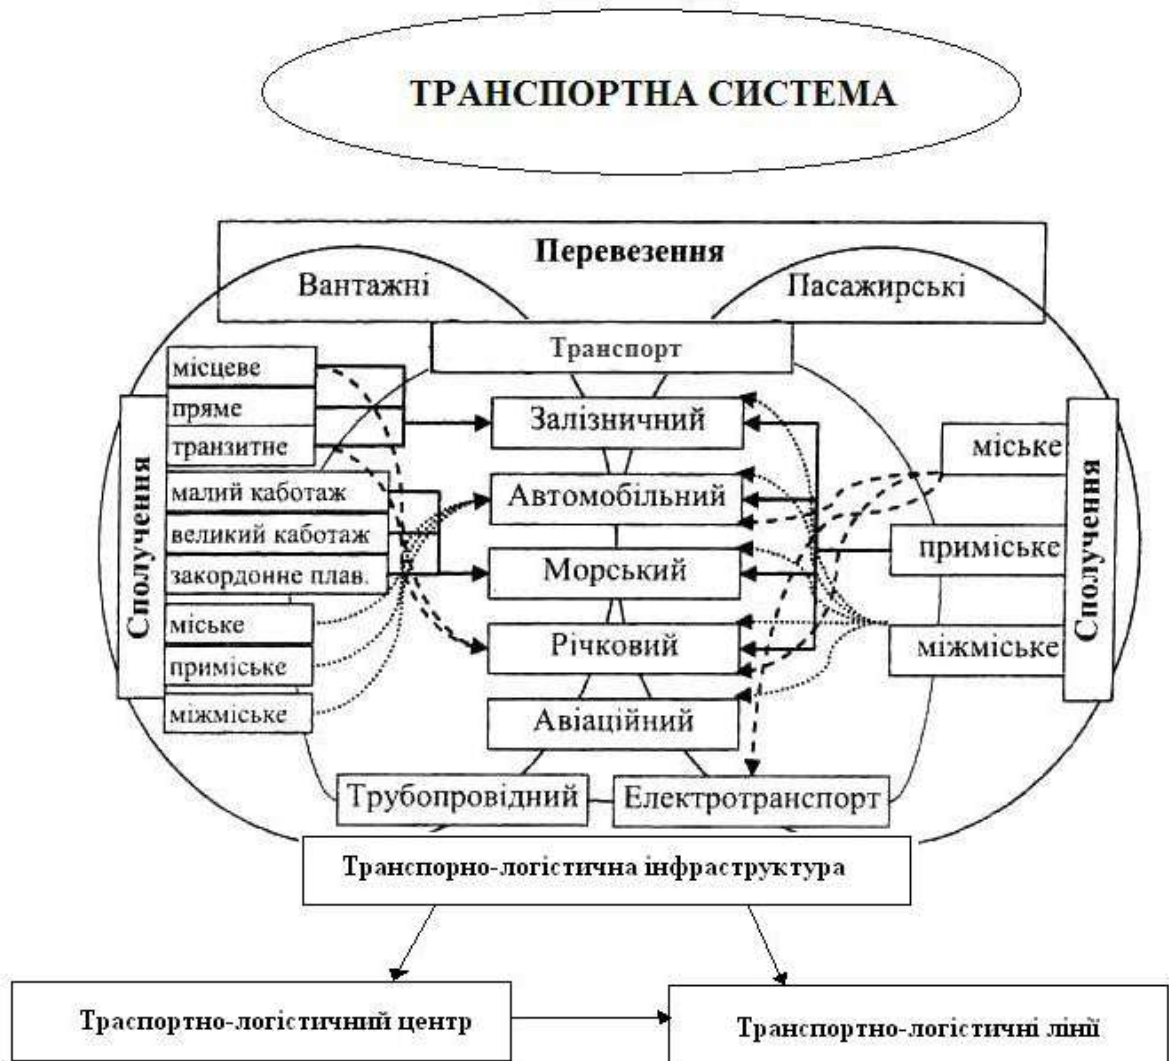 ТРАНСПОРТНА СИСТЕМА
Перевезення
Вантажні
Пасажирські
Транспорт
Сполучення
місцеве
пряме
транзитне
малий каботаж
великий каботаж
закордонне плав.
міське
приміське
міжміське
Залізничний
Автомобільний
Морський
Річковий
Авіаційний
Трубопровідний
Електротранспорт
міське
приміське
міжміське
Сполучення
Транспорно-логістична інфраструктура
Траспортно-логістичний центр
Транспортно-логістичні лінії